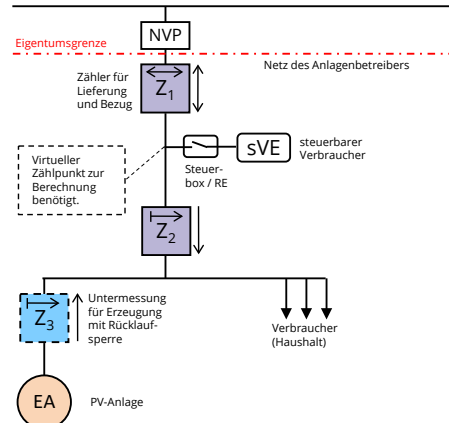 NVP
Eigentumsgrenze
Netz des Anlagenbetreibers
Zähler für
Lieferung
und Bezug
Z1
Virtueller
Zählpunkt zur
Berechnung
benötigt.
Steuer-
box / RE
sVE
steuerbarer
Verbraucher
Z2
Z3
Untermessung
für Erzeugung
mit Rücklauf-
sperre
Verbraucher
(Haushalt)
EA
PV-Anlage